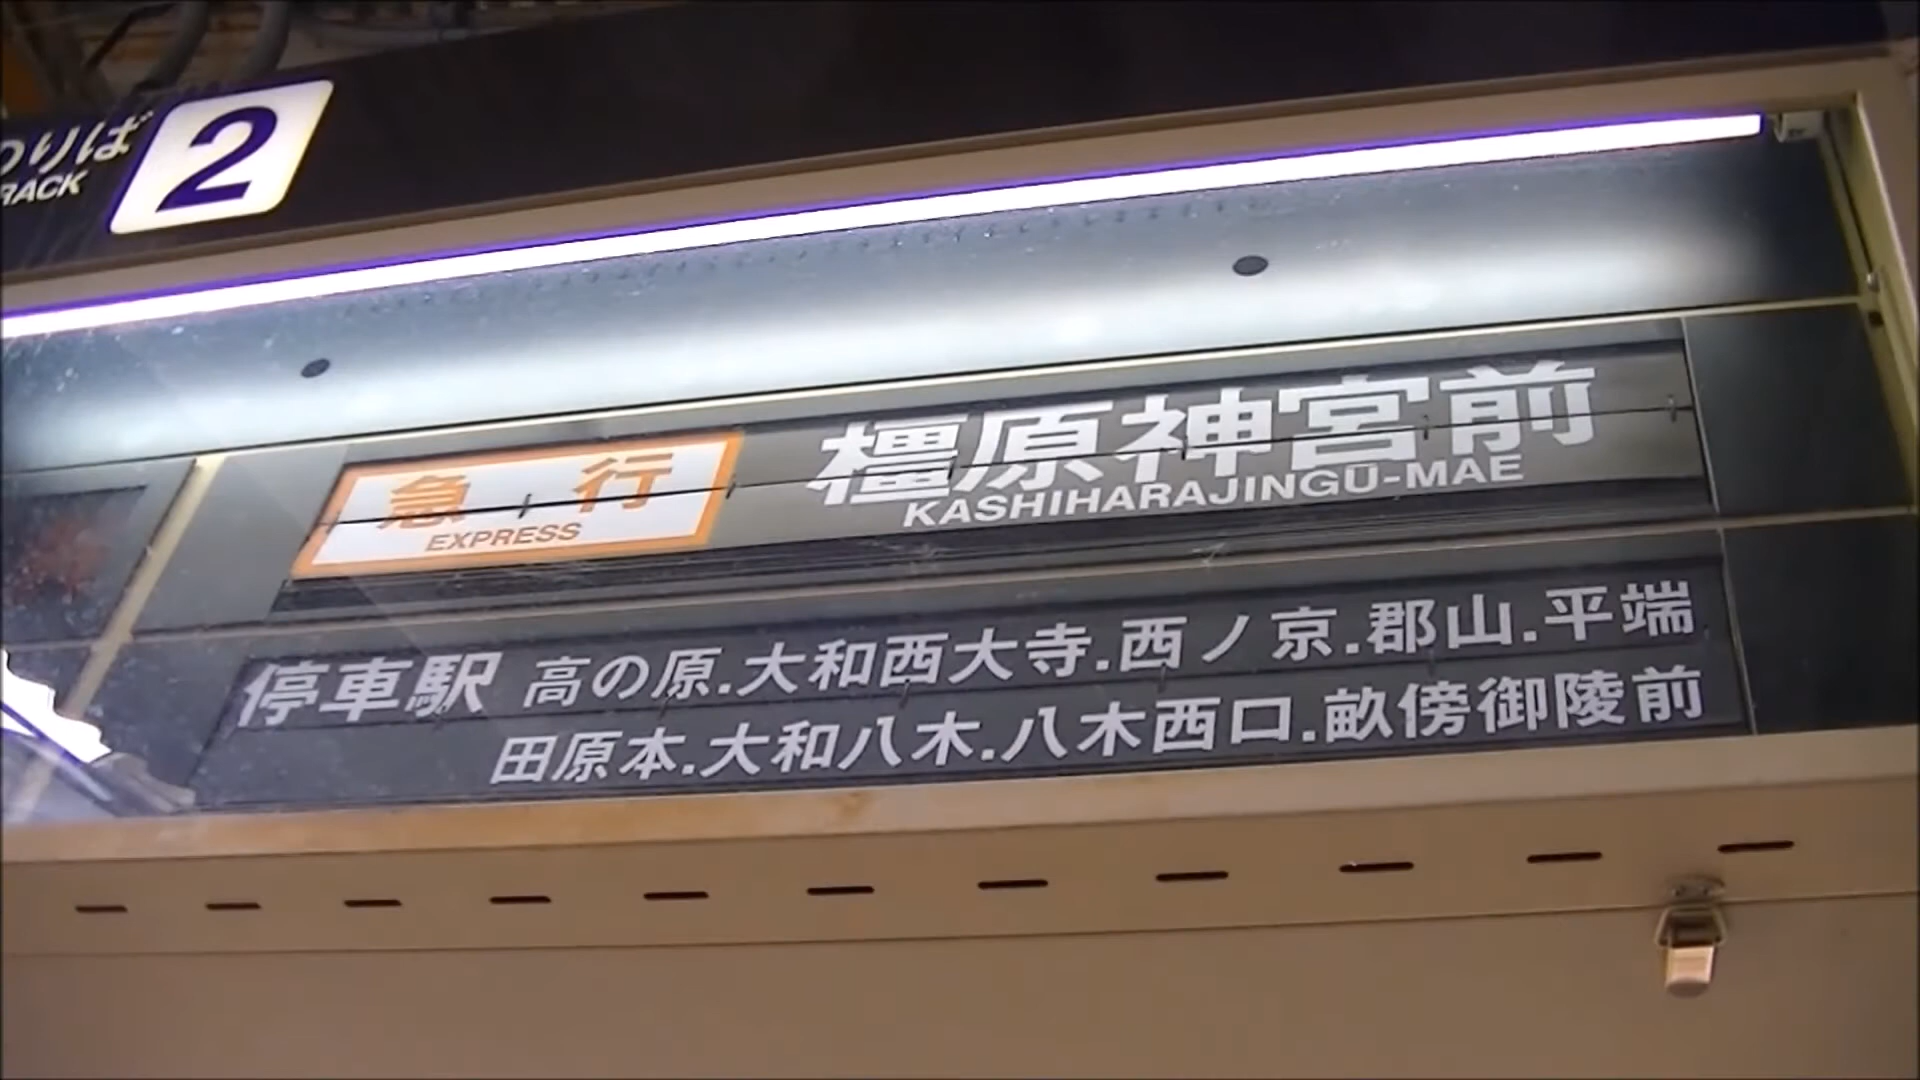 のりば 2
TRACK
急行 橿原神宮前
EXPRESS KASHIHARAJINGŪ-MAE
停車駅 高の原.大和西大寺.西ノ京.郡山.平端
田原本.大和八木.八木西口.畝傍御陵前